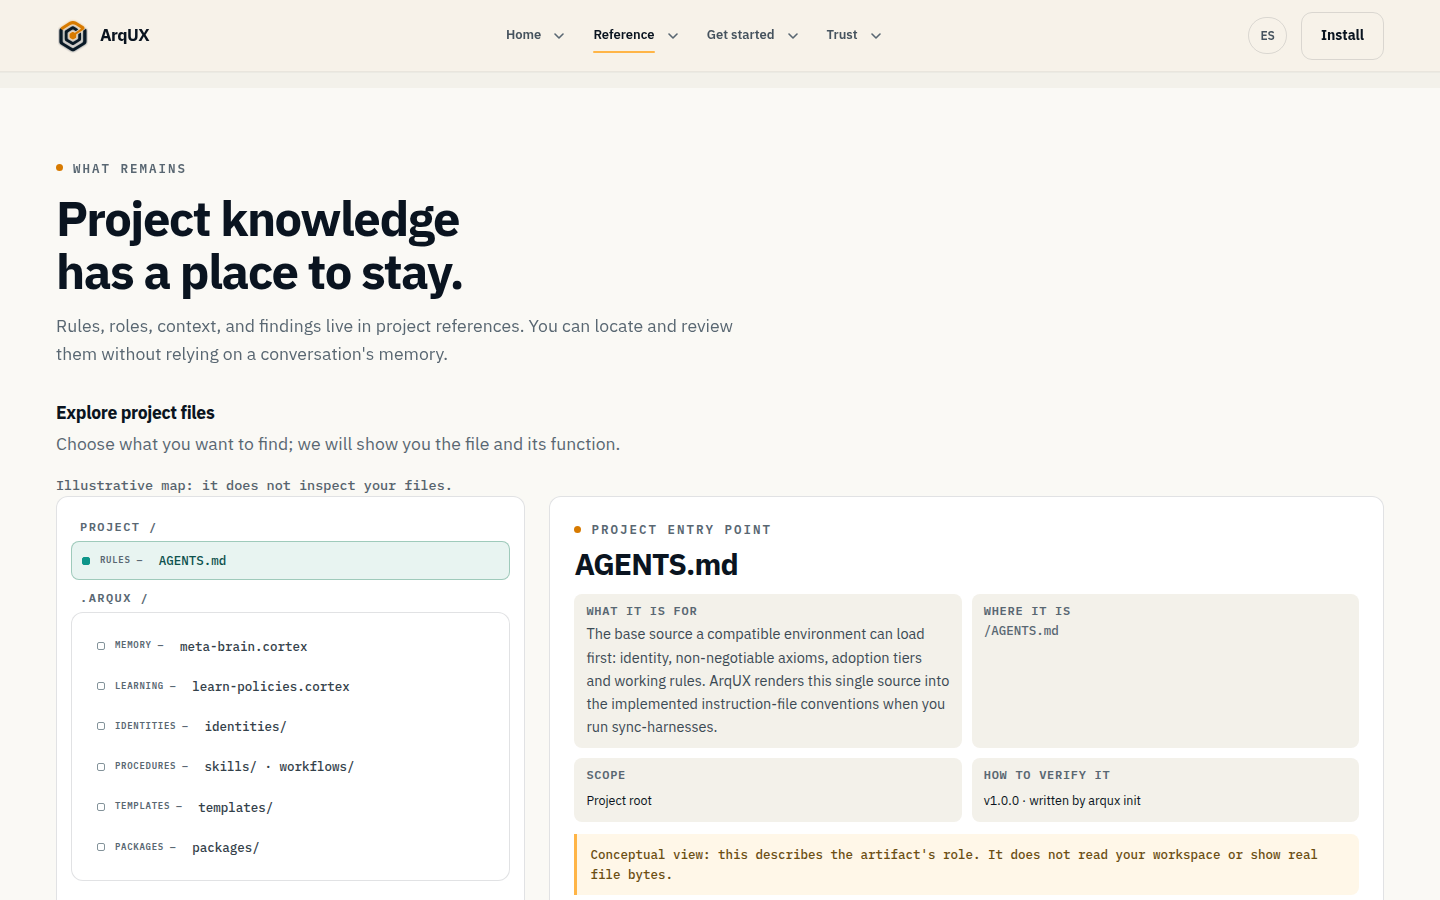 ArqUX
Home
Reference
Get started
Trust
ES
Install
WHAT REMAINS
Project knowledge
has a place to stay.
Rules, roles, context, and findings live in project references. You can locate and review
them without relying on a conversation's memory.
Explore project files
Choose what you want to find; we will show you the file and its function.
Illustrative map: it does not inspect your files.
PROJECT /
RULES – AGENTS.md
.ARQUX /
MEMORY – meta-brain.cortex
LEARNING – learn-policies.cortex
IDENTITIES – identities/
PROCEDURES – skills/ · workflows/
TEMPLATES – templates/
PACKAGES – packages/
PROJECT ENTRY POINT
AGENTS.md
WHAT IT IS FOR
The base source a compatible environment can load
first: identity, non-negotiable axioms, adoption tiers
and working rules. ArqUX renders this single source into
the implemented instruction-file conventions when you
run sync-harnesses.
WHERE IT IS
/AGENTS.md
SCOPE
Project root
HOW TO VERIFY IT
v1.0.0 · written by arqux init
Conceptual view: this describes the artifact's role. It does not read your workspace or show real
file bytes.